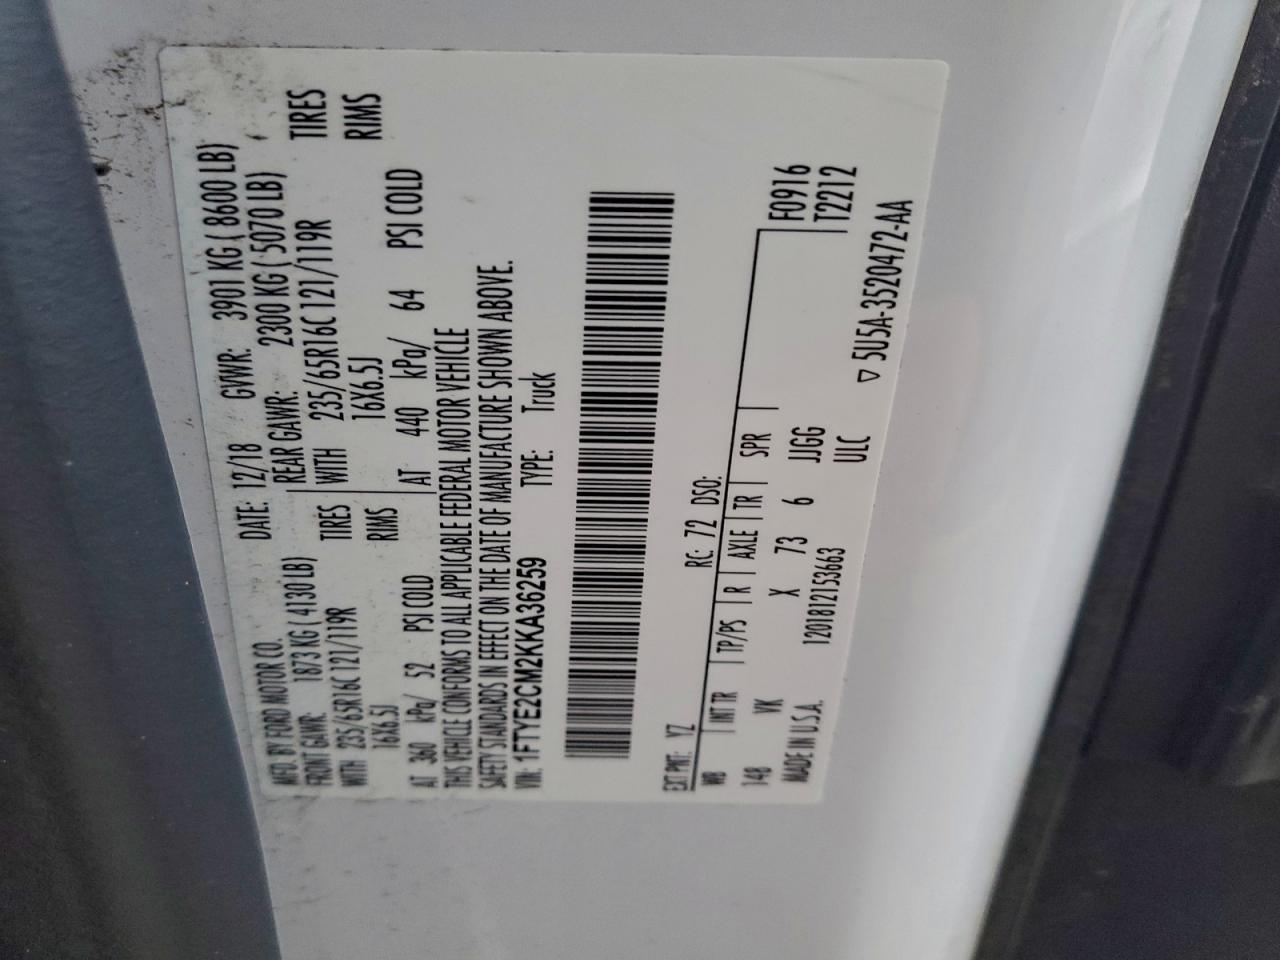 MFD. BY FORD MOTOR CO.
DATE: 12/18 GVWR: 3901 KG ( 8600 LB)
FRONT GAWR: 1873 KG ( 4130 LB)
REAR GAWR: 2300 KG ( 5070 LB)
WITH 235/65R16C 121/119R TIRES
WITH 235/65R16C 121/119R TIRES
16X6.5J RIMS
16X6.5J RIMS
AT 360 kPa/ 52 PSI COLD
AT 440 kPa/ 64 PSI COLD
THIS VEHICLE CONFORMS TO ALL APPLICABLE FEDERAL MOTOR VEHICLE
SAFETY STANDARDS IN EFFECT ON THE DATE OF MANUFACTURE SHOWN ABOVE.
VIN: 1FTYE2CM2KKA36259 TYPE: Truck
EXT PNT: YZ RC: 72 DSO:
WB INT TR TP/PS R AXLE TR SPR F0916
148 VK X 73 6 JJGG T2212
MADE IN U.S.A. 1201812153663 ULC ▽ 5U5A-3520472-AA